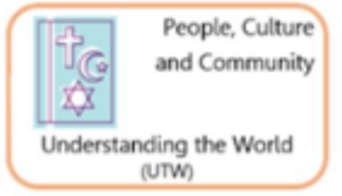 People, Culture
and Community
Understanding the World
(UTW)